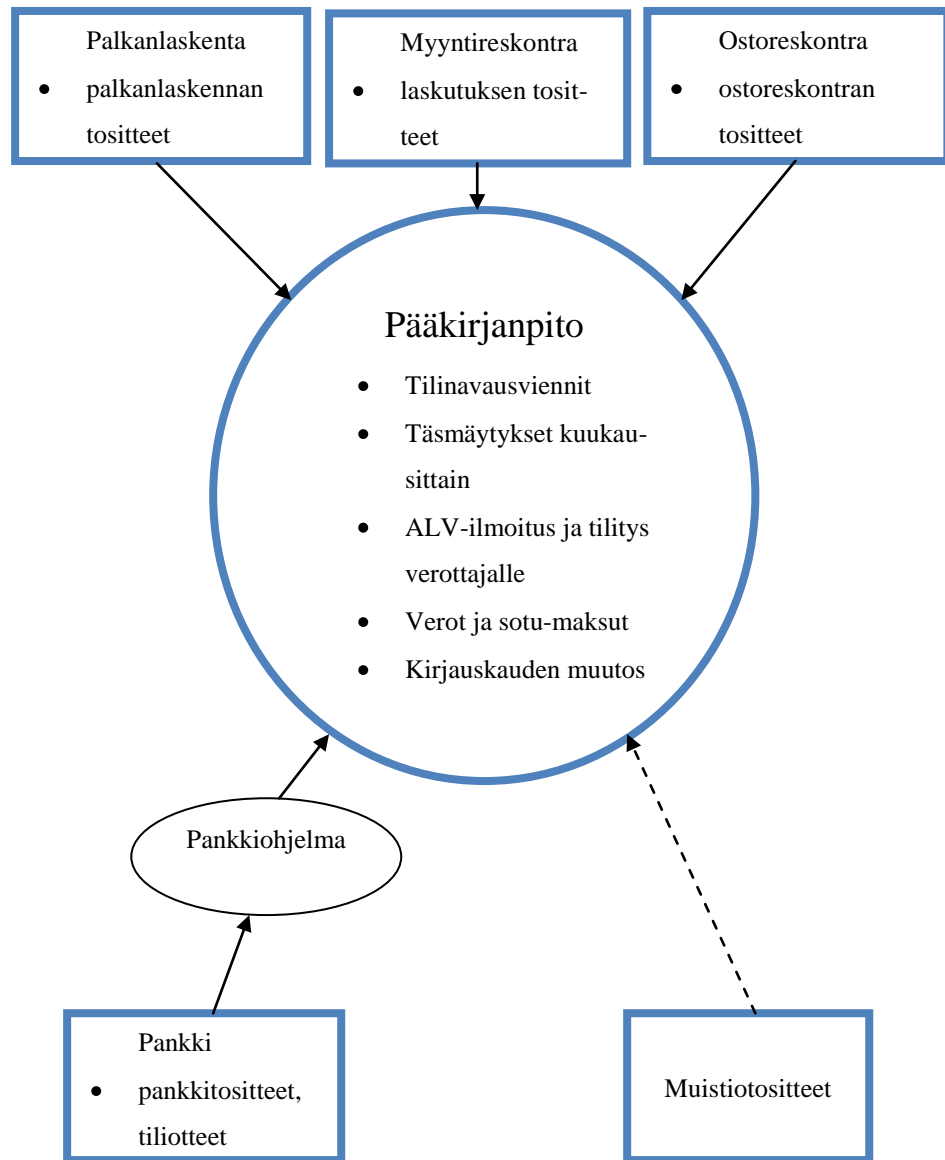 Palkanlaskenta
• palkanlaskennan
tositteet
Myyntireskontra
• laskutuksen tosit-
teet
Ostoreskontra
• ostoreskontran
tositteet
Pääkirjanpito
• Tilinavausviennit
• Täsmäytykset kuukau-
sittain
• ALV-ilmoitus ja tilitys
verottajalle
• Verot ja sotu-maksut
• Kirjauskauden muutos
Pankkiohjelma
Pankki
• pankkitositteet,
tiliotteet
Muistiotositteet